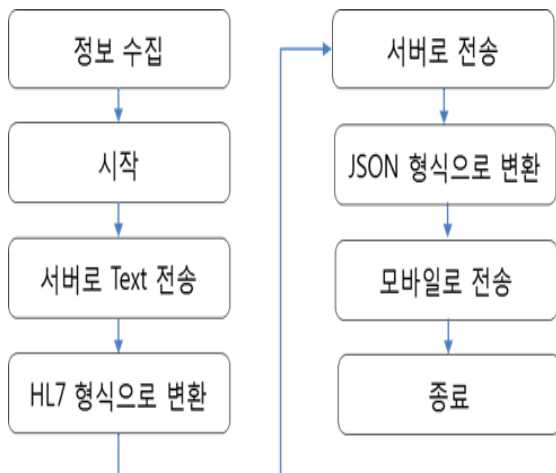 정보 수집
시작
서버로 Text 전송
HL7 형식으로 변환
서버로 전송
JSON 형식으로 변환
모바일로 전송
종료